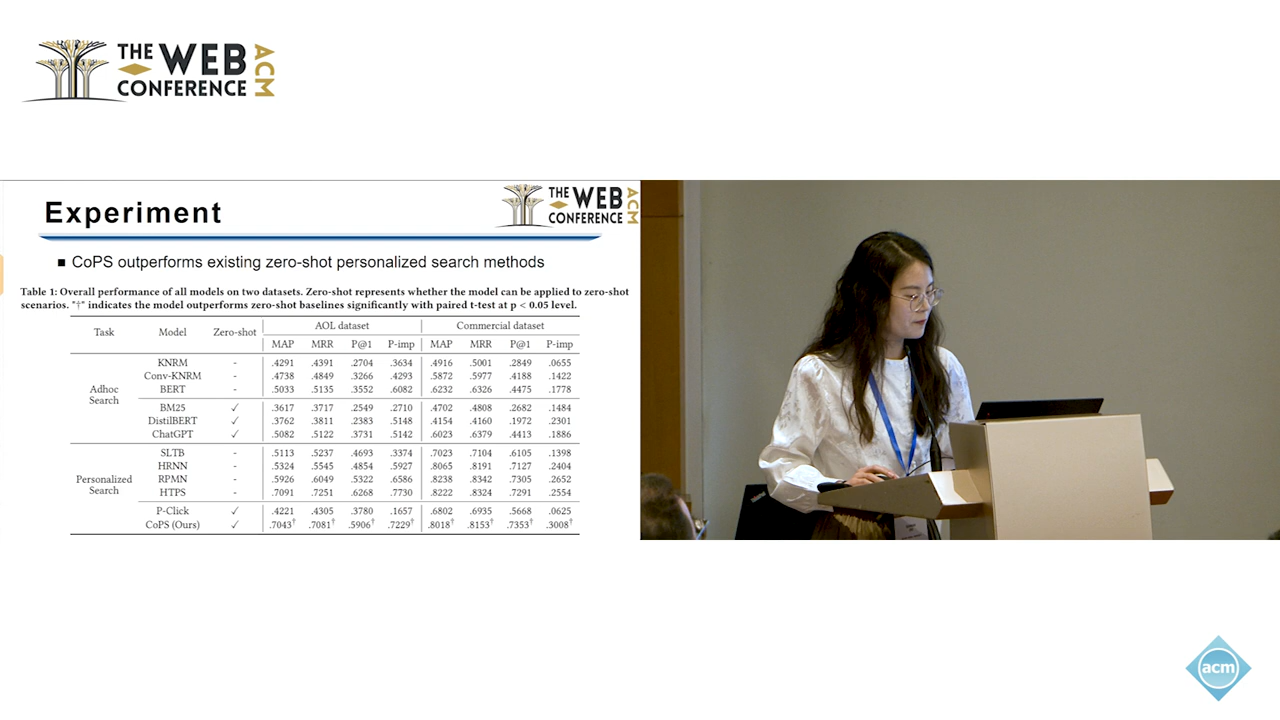 THE WEB CONFERENCE ACM
Experiment
THE WEB CONFERENCE ACM
■ CoPS outperforms existing zero-shot personalized search methods
Table 1: Overall performance of all models on two datasets. Zero-shot represents whether the model can be applied to zero-shot
scenarios. "†" indicates the model outperforms zero-shot baselines significantly with paired t-test at p < 0.05 level.
Task Model Zero-shot AOL dataset Commercial dataset
MAP MRR P@1 P-imp MAP MRR P@1 P-imp
Adhoc Search
KNRM - .4291 .4391 .2704 .3634 .4916 .5001 .2849 .0655
Conv-KNRM - .4738 .4849 .3266 .4293 .5872 .5977 .4188 .1422
BERT - .5033 .5135 .3552 .6082 .6232 .6326 .4475 .1778
BM25 ✓ .3617 .3717 .2549 .2710 .4702 .4808 .2682 .1484
DistilBERT ✓ .3762 .3811 .2383 .5148 .4154 .4160 .1972 .2301
ChatGPT ✓ .5082 .5122 .3731 .5142 .6023 .6379 .4413 .1886
Personalized Search
SLTB - .5113 .5237 .4693 .3374 .7023 .7104 .6105 .1398
HRNN - .5324 .5545 .4854 .5927 .8065 .8191 .7127 .2404
RPMN - .5926 .6049 .5322 .6586 .8238 .8342 .7305 .2652
HTPS - .7091 .7251 .6268 .7730 .8222 .8324 .7291 .2554
P-Click ✓ .4221 .4305 .3780 .1657 .6802 .6935 .5668 .0625
CoPS (Ours) ✓ .7043† .7081† .5906† .7229† .8018† .8153† .7353† .3008†
acm